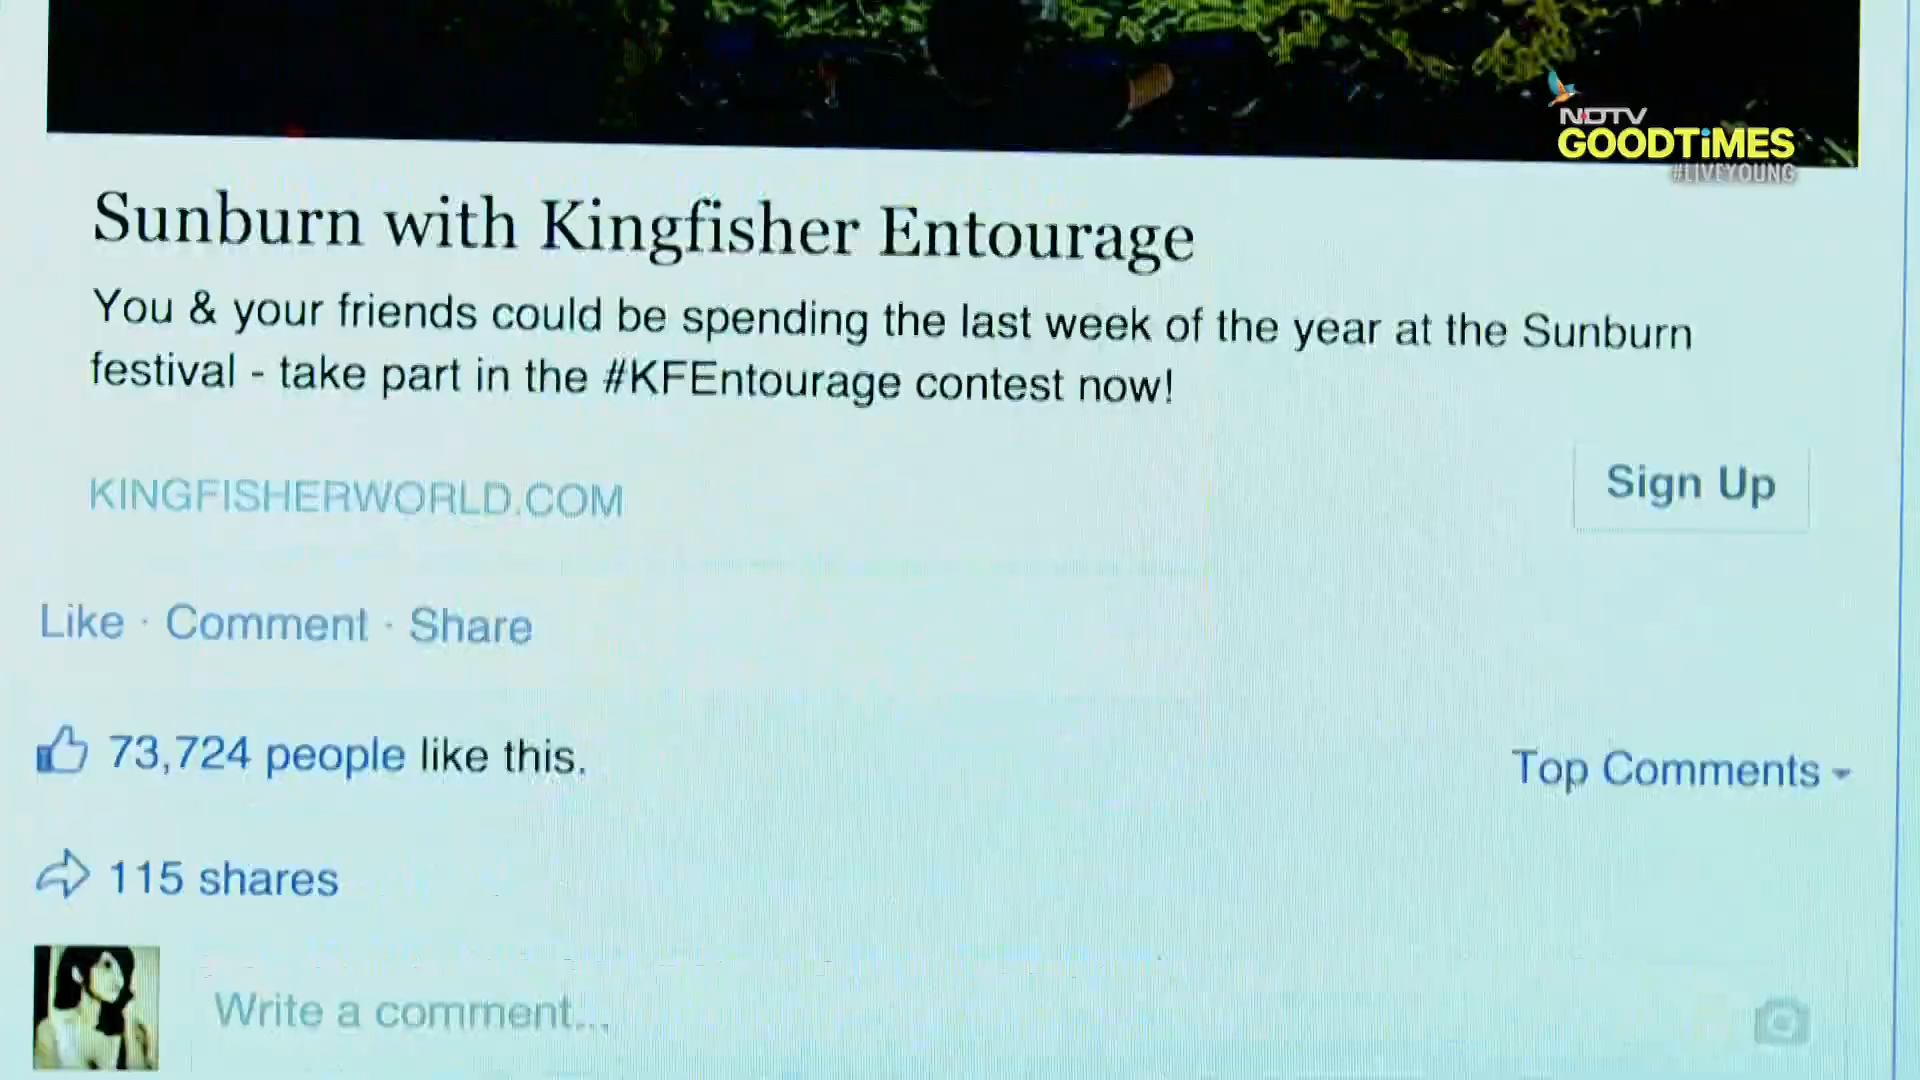 NDTV
GOODTiMES
#LIVEYOUNG
Sunburn with Kingfisher Entourage
You & your friends could be spending the last week of the year at the Sunburn
festival - take part in the #KFEntourage contest now!
KINGFISHERWORLD.COM
Sign Up
Like · Comment · Share
73,724 people like this.
Top Comments
115 shares
Write a comment...